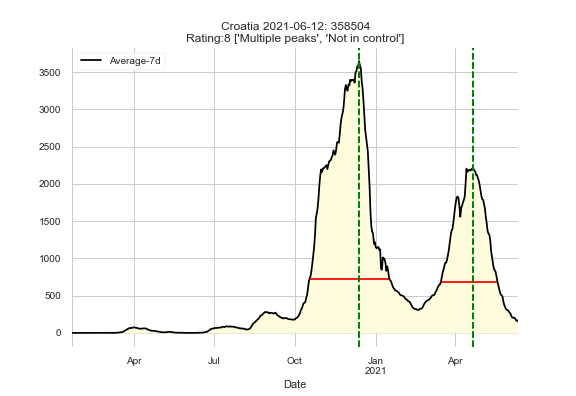 Croatia 2021-06-12: 358504
Rating:8 ['Multiple peaks', 'Not in control']
Average-7d
3500
3000
2500
2000
1500
1000
500
0
Apr
Jul
Oct
Jan
2021
Apr
Date